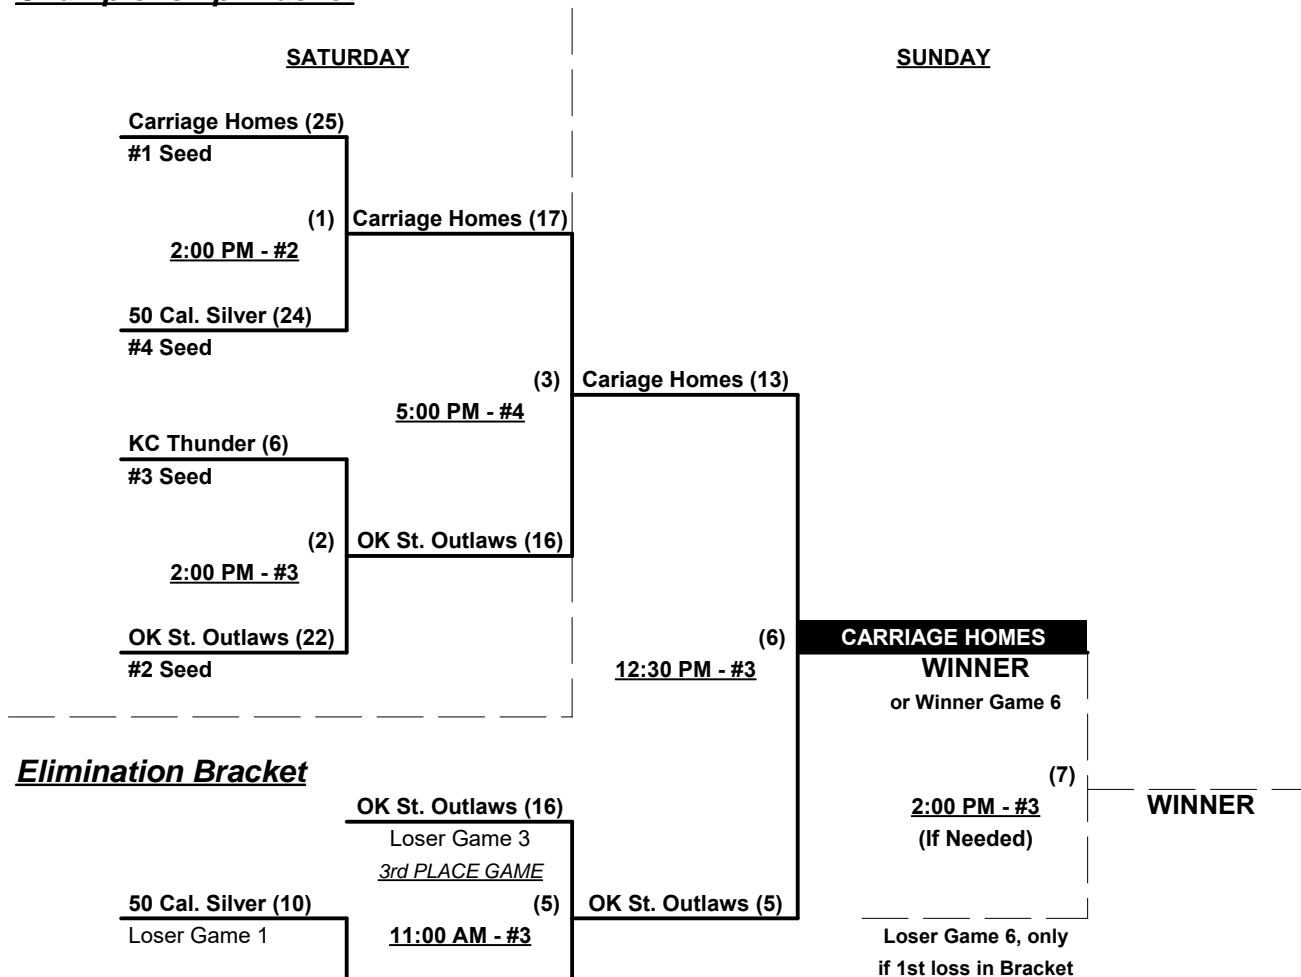 SATURDAY
SUNDAY
Carriage Homes (25)
#1 Seed
(1)
Carriage Homes (17)
2:00 PM - #2
50 Cal. Silver (24)
#4 Seed
(3)
Cariage Homes (13)
5:00 PM - #4
KC Thunder (6)
#3 Seed
(2)
OK St. Outlaws (16)
2:00 PM - #3
OK St. Outlaws (22)
#2 Seed
(6)
CARRIAGE HOMES
12:30 PM - #3
WINNER
or Winner Game 6
Elimination Bracket
(7)
OK St. Outlaws (16)
2:00 PM - #3
WINNER
Loser Game 3
(If Needed)
3rd PLACE GAME
50 Cal. Silver (10)
(5)
OK St. Outlaws (5)
Loser Game 1
11:00 AM - #3
Loser Game 6, only
if 1st loss in Bracket